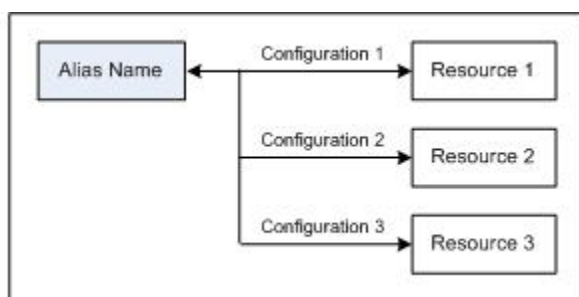 Alias Name
Configuration 1
Resource 1
Configuration 2
Resource 2
Configuration 3
Resource 3